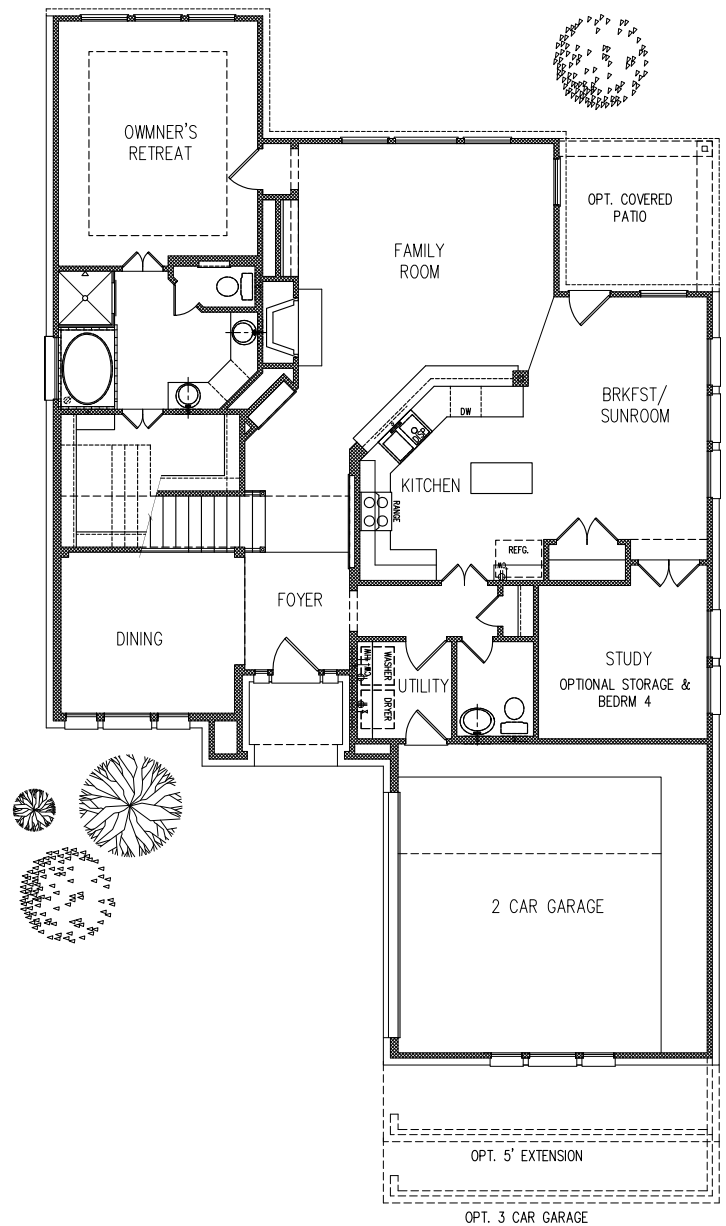 OWMNER'S
RETREAT
OPT. COVERED
PATIO
FAMILY
ROOM
BRKFST/
SUNROOM
DW
DISP
KITCHEN
RANGE
REFG.
FOYER
DINING
STUDY
OPTIONAL STORAGE &
BEDRM 4
WASHER
UTILITY
DRYER
2 CAR GARAGE
OPT. 5' EXTENSION
OPT. 3 CAR GARAGE